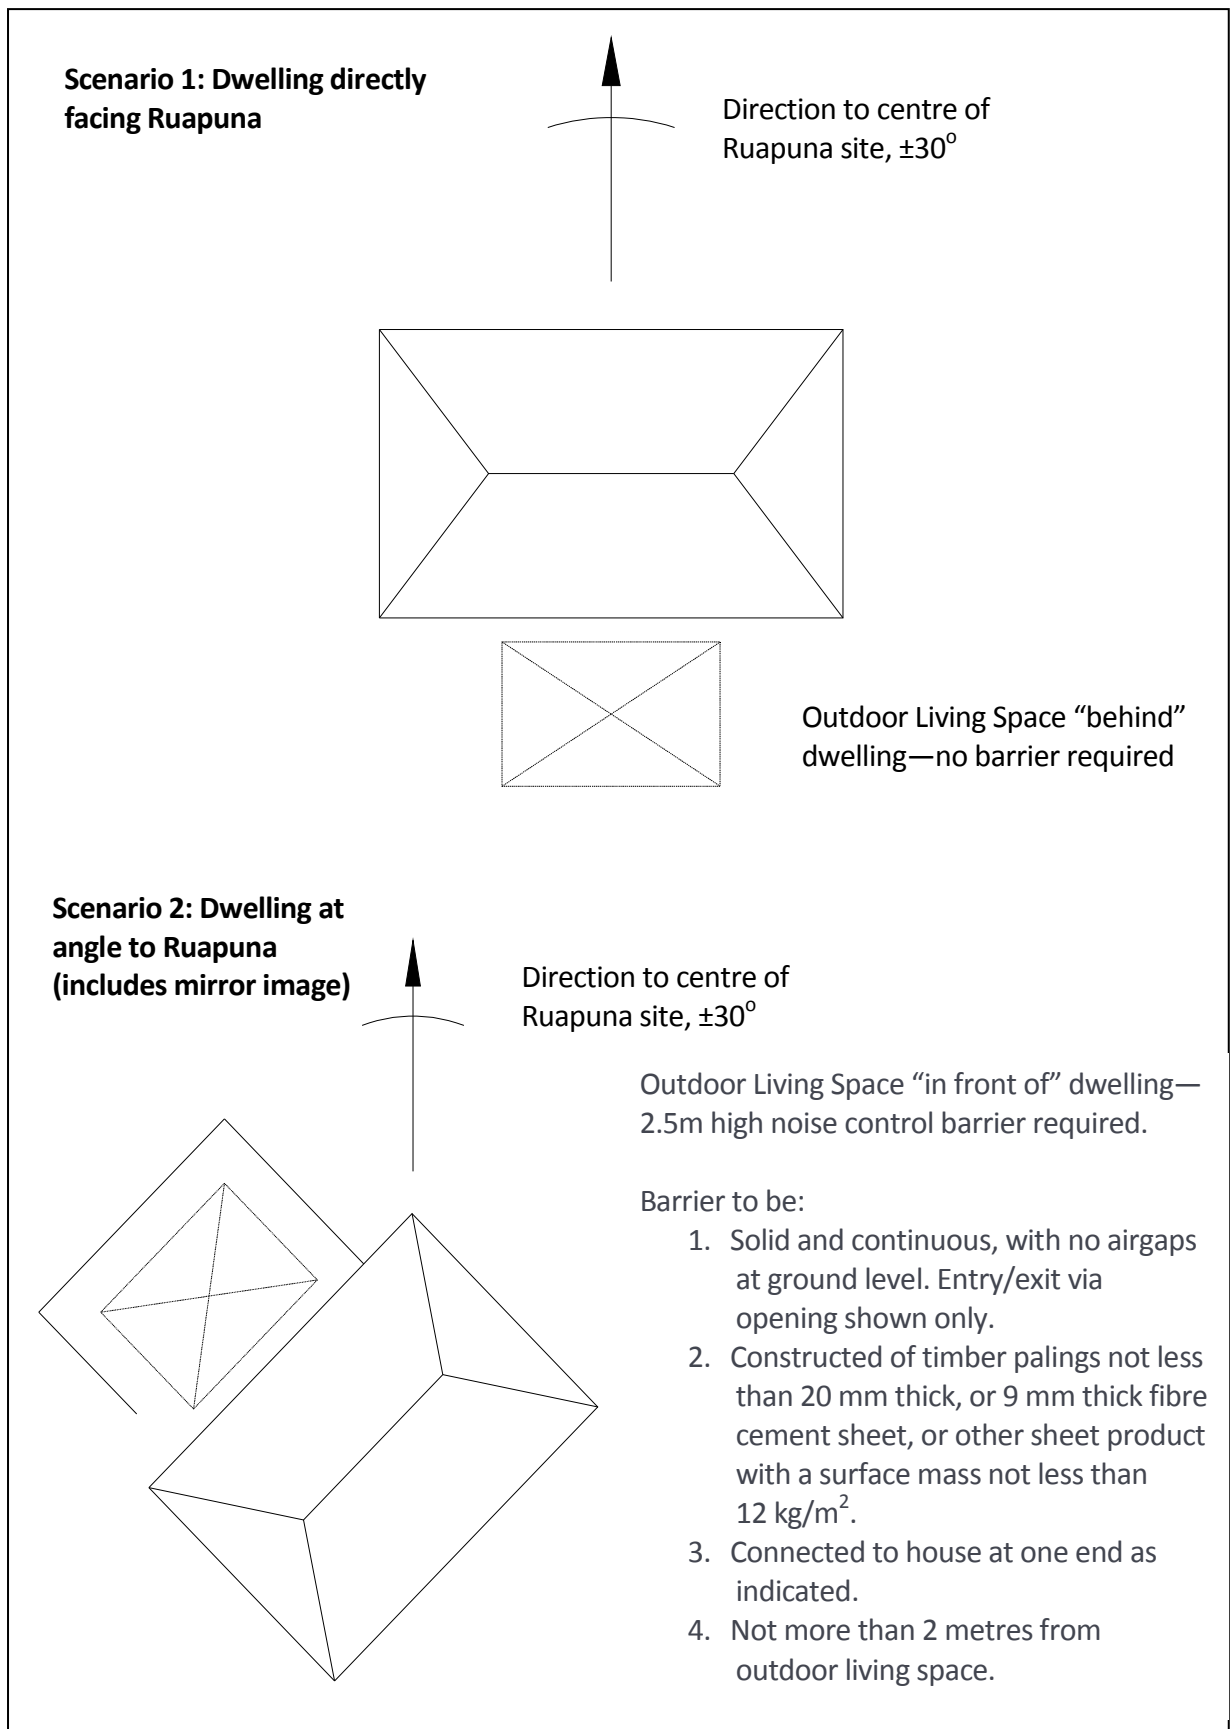 Scenario 1: Dwelling directly
facing Ruapuna
Direction to centre of
Ruapuna site, ±30°
Outdoor Living Space “behind”
dwelling—no barrier required
Scenario 2: Dwelling at
angle to Ruapuna
(includes mirror image)
Direction to centre of
Ruapuna site, ±30°
Outdoor Living Space “in front of” dwelling—
2.5m high noise control barrier required.
Barrier to be:
1. Solid and continuous, with no airgaps
at ground level. Entry/exit via
opening shown only.
2. Constructed of timber palings not less
than 20 mm thick, or 9 mm thick fibre
cement sheet, or other sheet product
with a surface mass not less than
12 kg/m².
3. Connected to house at one end as
indicated.
4. Not more than 2 metres from
outdoor living space.